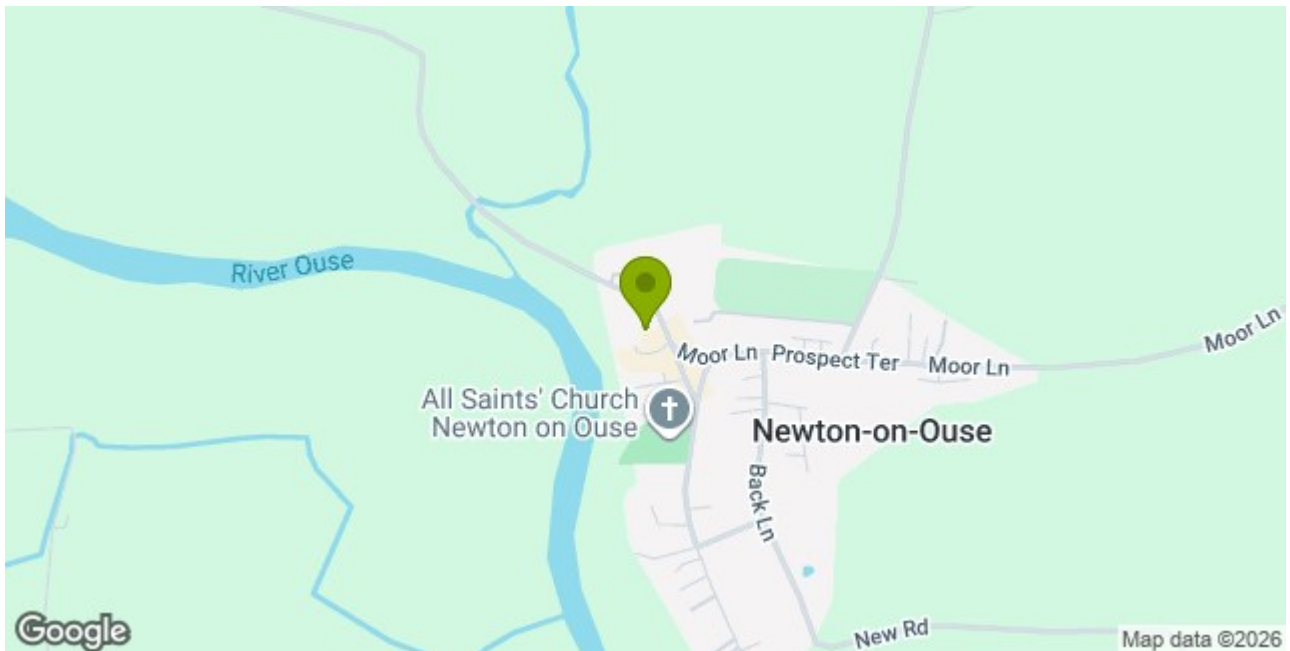 River Ouse
Moor Ln
Moor Ln
Prospect Ter
Moor Ln
All Saints' Church
Newton on Ouse
Newton-on-Ouse
Back Ln
New Rd
Google
Map data ©2026